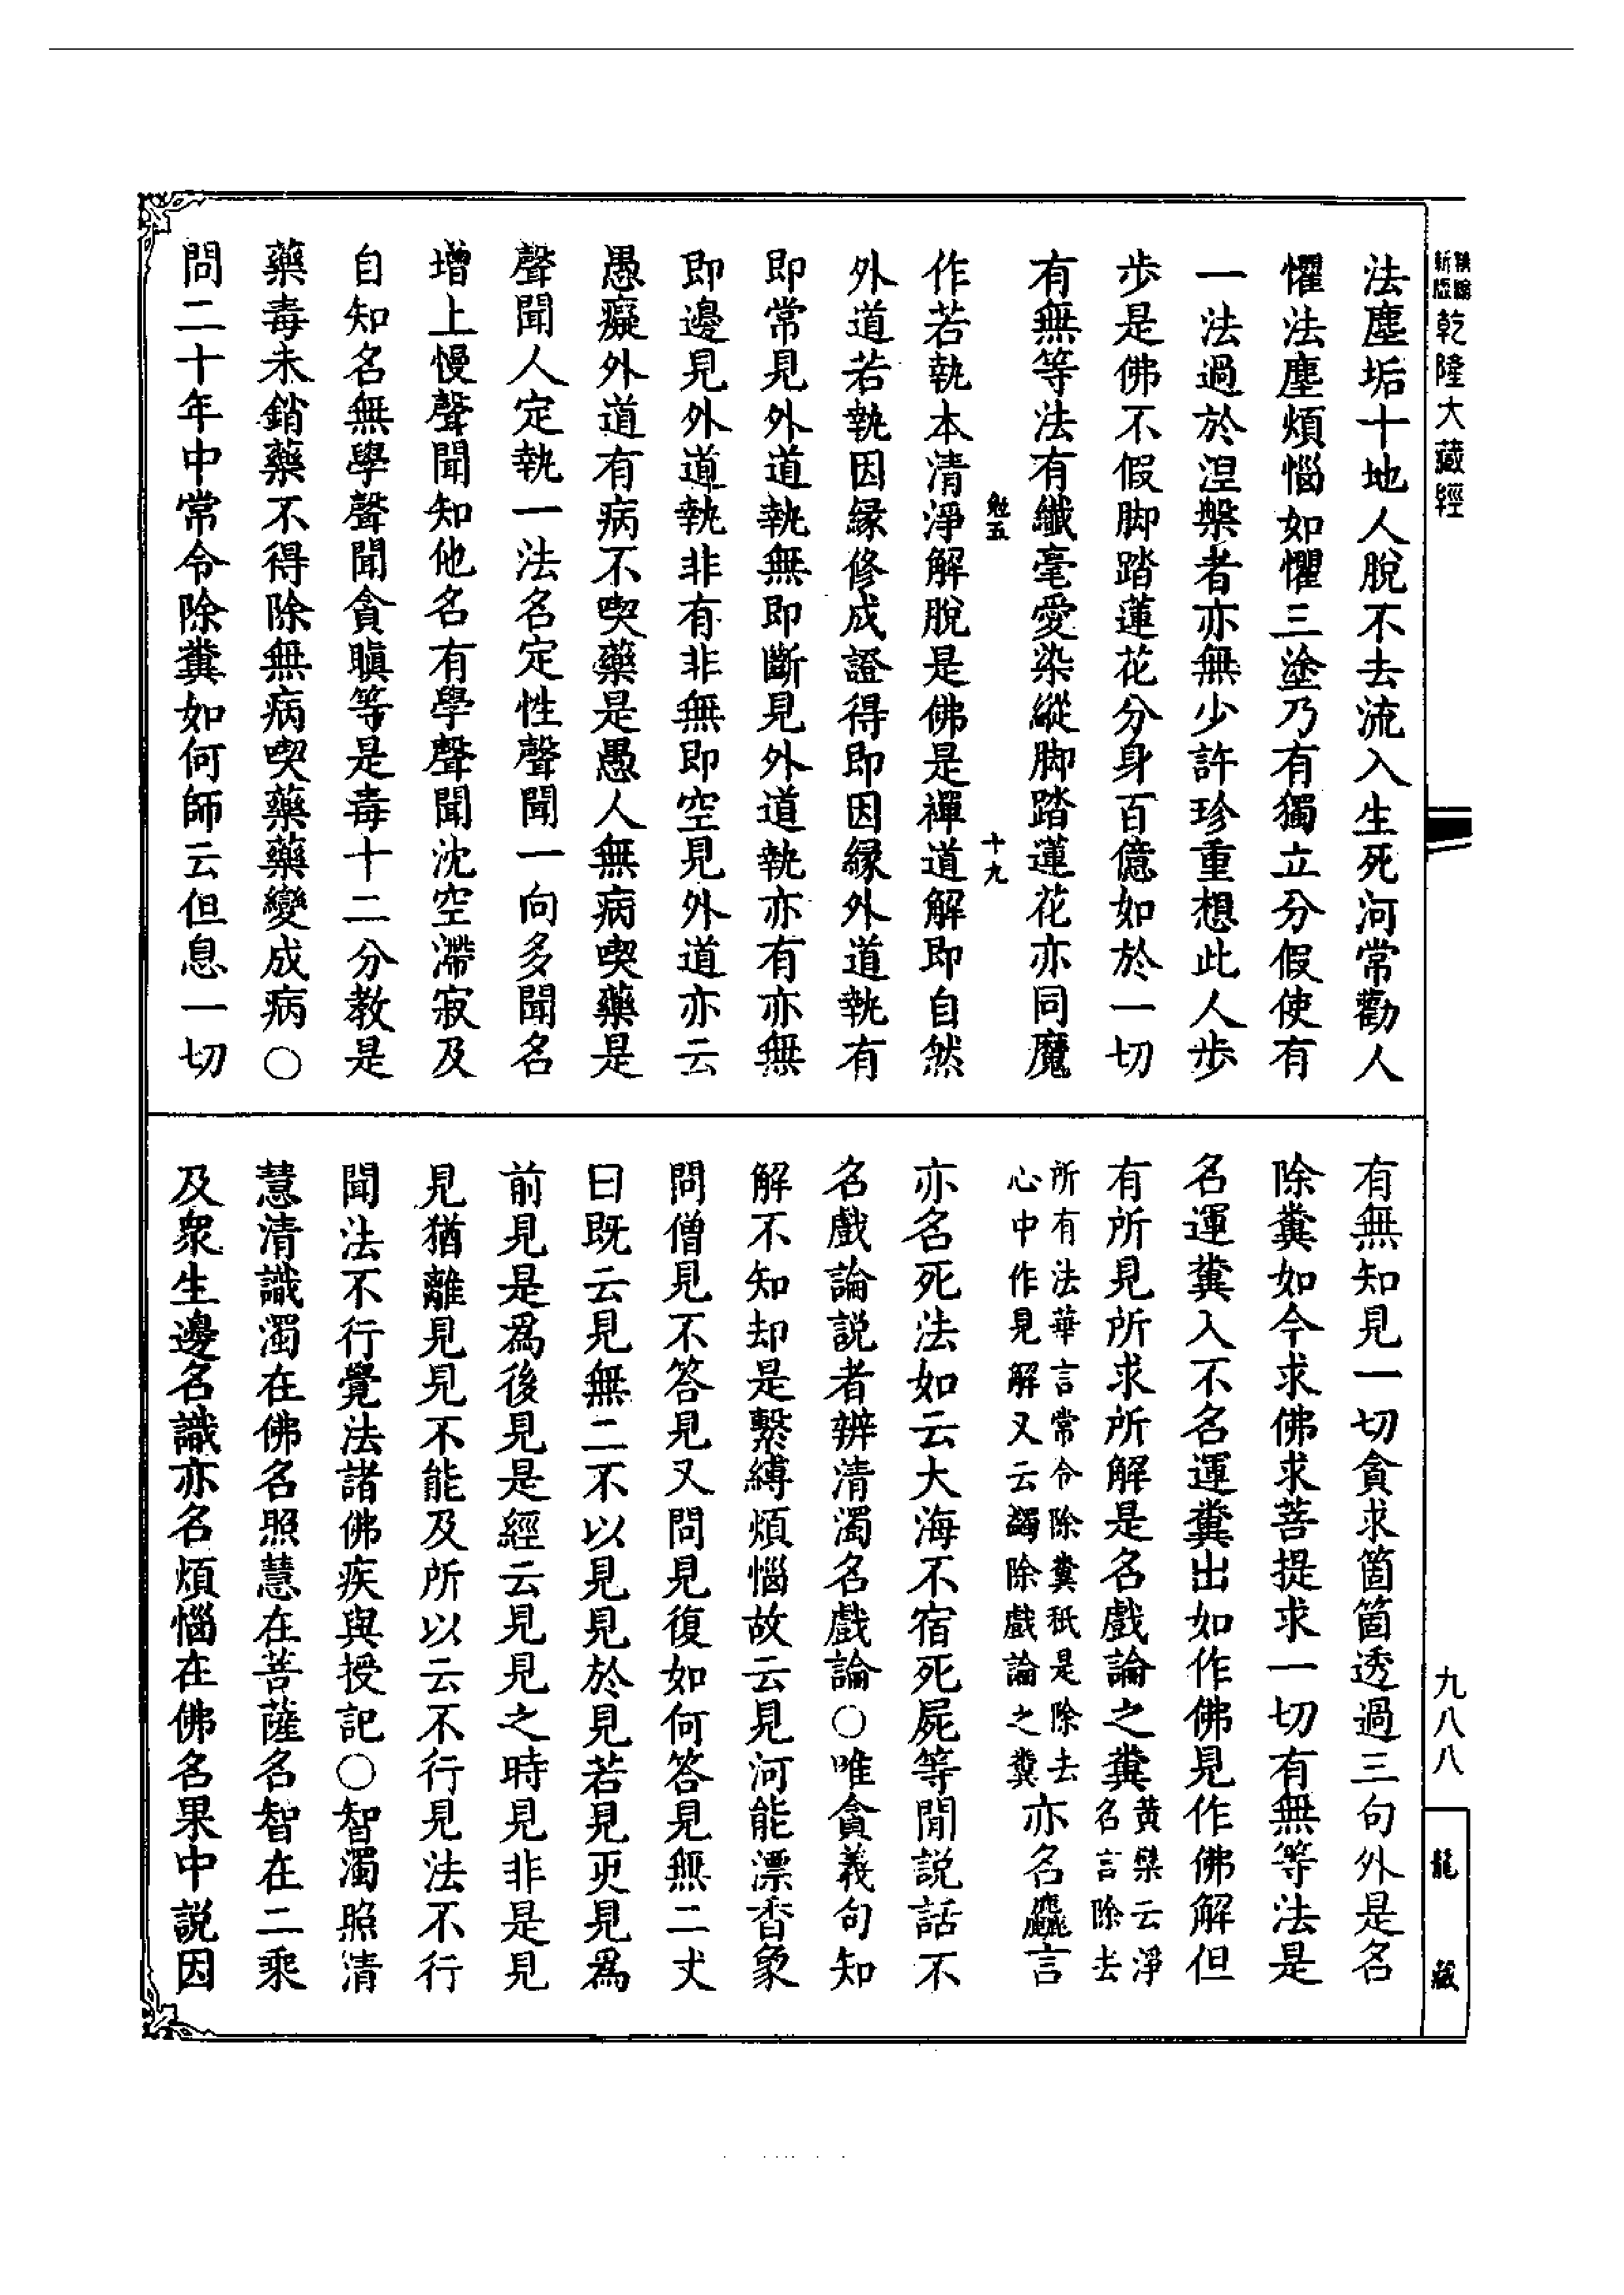 乾隆大藏經
法塵垢十地人脫不去流入生死河常勸人
懼法塵煩惱如懼三塗乃有獨立分假使有
一法過於涅槃者亦無少許珍重想此人步
步是佛不假脚踏蓮花分身百億如於一切
有無等法有纖毫愛染縱脚踏蓮花亦同魔
十九
作若執本清淨解脫是佛是禪道解即自然
外道若執因緣修成證得即因緣外道執有
即常見外道執無即斷見外道執亦有亦無
即邊見外道執非有非無即空見外道亦云
愚癡外道有病不喫藥是愚人無病喫藥是
聲聞人定執一法名定性聲聞一向多聞名
增上慢聲聞知他名有學聲聞沈空滯寂及
自知名無學聲聞貪瞋等是毒十二分教是
藥毒未銷藥不得除無病喫藥藥變成病〇
問二十年中常令除糞如何師云但息一切
有無知見一切貪求箇箇透過三句外是名
除糞如今求佛求菩提求一切有無等法是
名運糞入不名運糞出如作佛見作佛解但
有所見所求所解是名戲論之糞黃檗云淨名言除去
所有法華言常令除糞秖是除去
心中作見解又云蠲除戲論之糞亦名麤言
亦名死法如云大海不宿死屍等閒説話不
名戲論説者辨清濁名戲論〇唯貪義句知
解不知却是繫縛煩惱故云見河能漂香象
問僧見不答見又問見復如何答見無二丈
曰既云見無二不以見見於見若見更見為
前見是為後見是經云見見之時見非是見
見猶離見見不能及所以云不行見法不行
聞法不行覺法諸佛疾與授記〇智濁照清
慧清識濁在佛名照慧在菩薩名智在二乘
及眾生邊名識亦名煩惱在佛名果中説因
九八八
龍藏